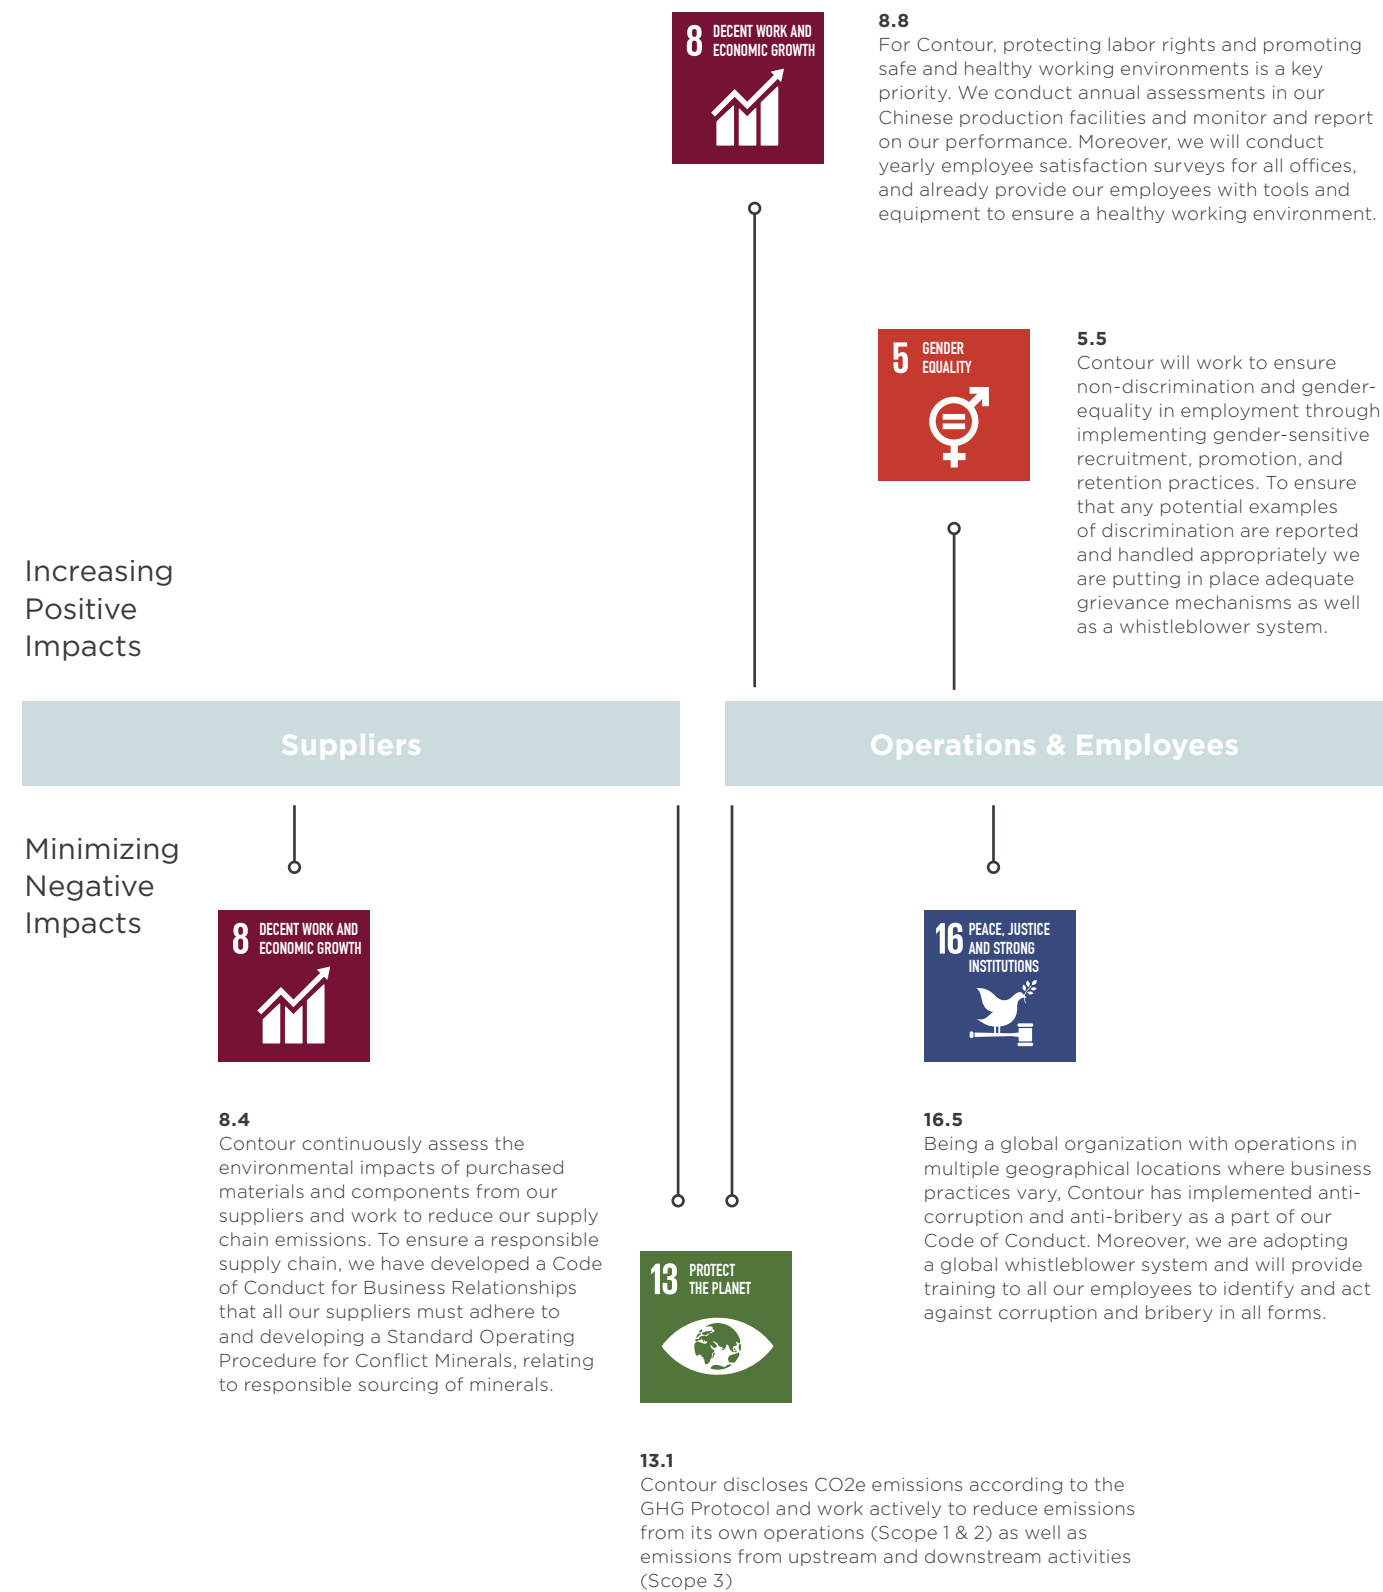 8 DECENT WORK AND
ECONOMIC GROWTH
8.8
For Contour, protecting labor rights and promoting
safe and healthy working environments is a key
priority. We conduct annual assessments in our
Chinese production facilities and monitor and report
on our performance. Moreover, we will conduct
yearly employee satisfaction surveys for all offices,
and already provide our employees with tools and
equipment to ensure a healthy working environment.
5 GENDER
EQUALITY
5.5
Contour will work to ensure
non-discrimination and gender-
equality in employment through
implementing gender-sensitive
recruitment, promotion, and
retention practices. To ensure
that any potential examples
of discrimination are reported
and handled appropriately we
are putting in place adequate
grievance mechanisms as well
as a whistleblower system.
Increasing
Positive
Impacts
Suppliers
Operations & Employees
Minimizing
Negative
Impacts
8 DECENT WORK AND
ECONOMIC GROWTH
8.4
Contour continuously assess the
environmental impacts of purchased
materials and components from our
suppliers and work to reduce our supply
chain emissions. To ensure a responsible
supply chain, we have developed a Code
of Conduct for Business Relationships
that all our suppliers must adhere to
and developing a Standard Operating
Procedure for Conflict Minerals, relating
to responsible sourcing of minerals.
16 PEACE, JUSTICE
AND STRONG
INSTITUTIONS
16.5
Being a global organization with operations in
multiple geographical locations where business
practices vary, Contour has implemented anti-
corruption and anti-bribery as a part of our
Code of Conduct. Moreover, we are adopting
a global whistleblower system and will provide
training to all our employees to identify and act
against corruption and bribery in all forms.
13 PROTECT
THE PLANET
13.1
Contour discloses CO2e emissions according to the
GHG Protocol and work actively to reduce emissions
from its own operations (Scope 1 & 2) as well as
emissions from upstream and downstream activities
(Scope 3)